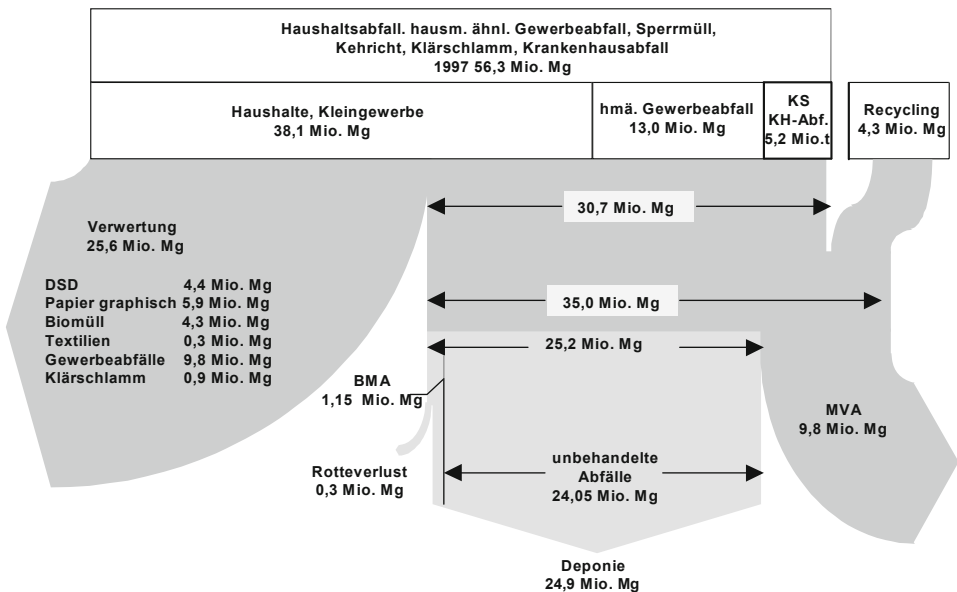 Haushaltsabfall. hausm. ähnl. Gewerbeabfall, Sperrmüll,
Kehricht, Klärschlamm, Krankenhausabfall
1997 56,3 Mio. Mg
Haushalte, Kleingewerbe
38,1 Mio. Mg
hmä. Gewerbeabfall
13,0 Mio. Mg
KS
KH-Abf.
5,2 Mio.t
Recycling
4,3 Mio. Mg
30,7 Mio. Mg
Verwertung
25,6 Mio. Mg
DSD 4,4 Mio. Mg
Papier graphisch 5,9 Mio. Mg
Biomüll 4,3 Mio. Mg
Textilien 0,3 Mio. Mg
Gewerbeabfälle 9,8 Mio. Mg
Klärschlamm 0,9 Mio. Mg
35,0 Mio. Mg
25,2 Mio. Mg
BMA
1,15 Mio. Mg
MVA
9,8 Mio. Mg
Rotteverlust
0,3 Mio. Mg
unbehandelte
Abfälle
24,05 Mio. Mg
Deponie
24,9 Mio. Mg